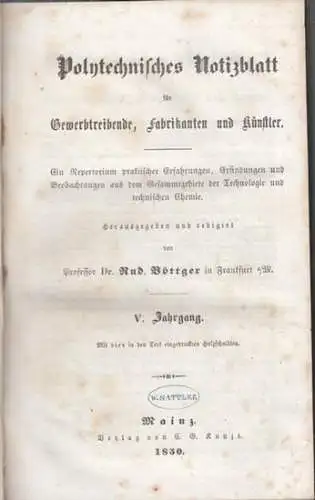 Polytechnisches Notizblatt
für
Gewerbtreibende, Fabrikanten und Künstler.
Ein Repertorium praktischer Erfahrungen, Erfindungen und
Beobachtungen aus dem Gesammtgebiete der Technologie und
technischen Chemie.
Herausgegeben und redigirt
von
Professor Dr. Rud. Böttger in Frankfurt a/M.
V. Jahrgang.
Mit vier in den Text eingedruckten Holzschnitten.
W. SATTLER
Mainz.
Verlag von C. G. Kunze.
1850.